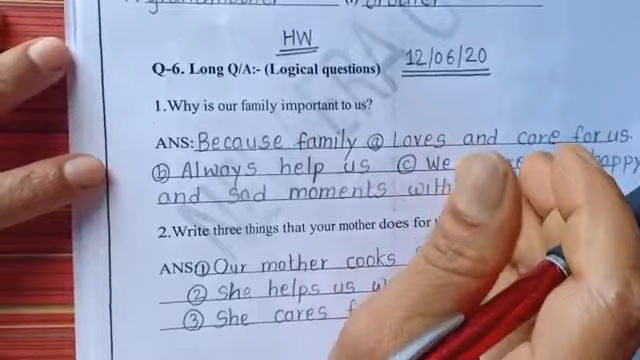 HW
12/06/20
Q-6. Long Q/A:- (Logical questions)
1.Why is our family important to us?
ANS: Because family ⓐ Loves and care for us.
ⓑ Always help us ⓒ We happy
and sad moments with
2.Write three things that your mother does for
ANS ① Our mother cooks
② She helps us
③ She cares